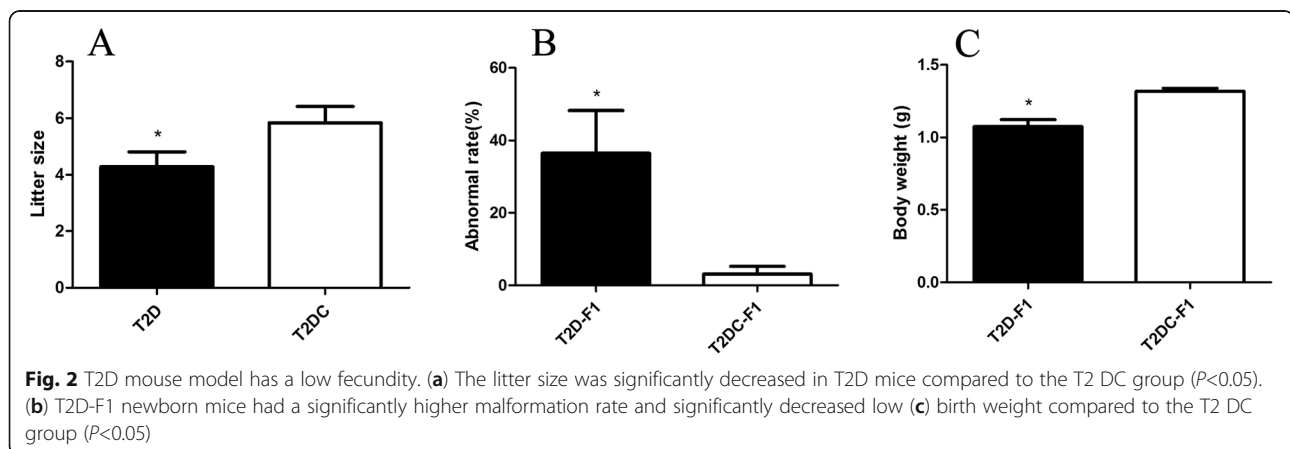 A
8
6
4
2
0
Litter size
*
T2D
T2DC
B
60
40
20
0
Abnormal rate(%)
*
T2D-F1
T2DC-F1
C
1.5
1.0
0.5
0.0
Body weight (g)
*
T2D-F1
T2DC-F1
Fig. 2 T2D mouse model has a low fecundity. (a) The litter size was significantly decreased in T2D mice compared to the T2 DC group (P<0.05).
(b) T2D-F1 newborn mice had a significantly higher malformation rate and significantly decreased low (c) birth weight compared to the T2 DC
group (P<0.05)